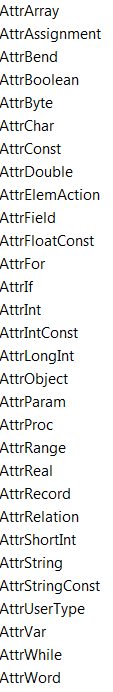 AttrArray
AttrAssignment
AttrBend
AttrBoolean
AttrByte
AttrChar
AttrConst
AttrDouble
AttrElemAction
AttrField
AttrFloatConst
AttrFor
AttrIf
AttrInt
AttrIntConst
AttrLongInt
AttrObject
AttrParam
AttrProc
AttrRange
AttrReal
AttrRecord
AttrRelation
AttrShortInt
AttrString
AttrStringConst
AttrUserType
AttrVar
AttrWhile
AttrWord